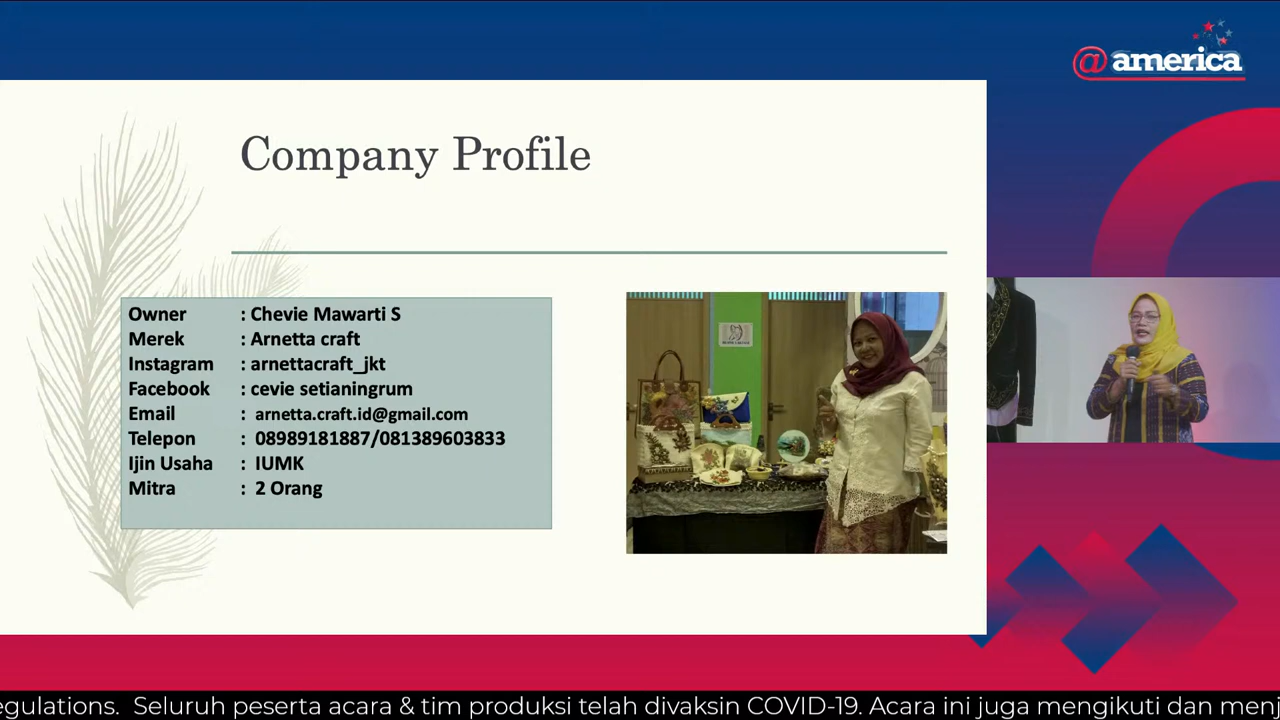 @america
Company Profile
Owner : Chevie Mawarti S
Merek : Arnetta craft
Instagram : arnettacraft_jkt
Facebook : cevie setianingrum
Email : arnetta.craft.id@gmail.com
Telepon : 08989181887/081389603833
Ijin Usaha : IUMK
Mitra : 2 Orang
egulations. Seluruh peserta acara & tim produksi telah divaksin COVID-19. Acara ini juga mengikuti dan menj